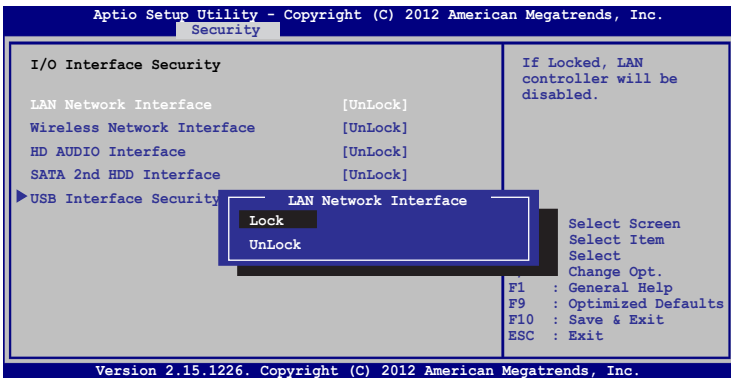 Aptio Setup Utility - Copyright (C) 2012 American Megatrends, Inc.
Security
I/O Interface Security
LAN Network Interface [UnLock]
Wireless Network Interface [UnLock]
HD AUDIO Interface [UnLock]
SATA 2nd HDD Interface [UnLock]
USB Interface Security
LAN Network Interface
Lock
UnLock
If Locked, LAN
controller will be
disabled.
Select Screen
Select Item
Select
Change Opt.
F1 : General Help
F9 : Optimized Defaults
F10 : Save & Exit
ESC : Exit
Version 2.15.1226. Copyright (C) 2012 American Megatrends, Inc.